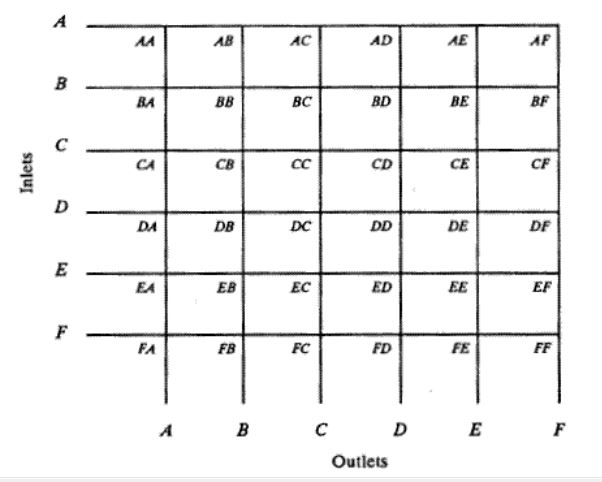 A
AA AB AC AD AE AF
B
BA BB BC BD BE BF
C
CA CB CC CD CE CF
Inlets
D
DA DB DC DD DE DF
E
EA EB EC ED EE EF
F
FA FB FC FD FE FF
A B C D E F
Outlets